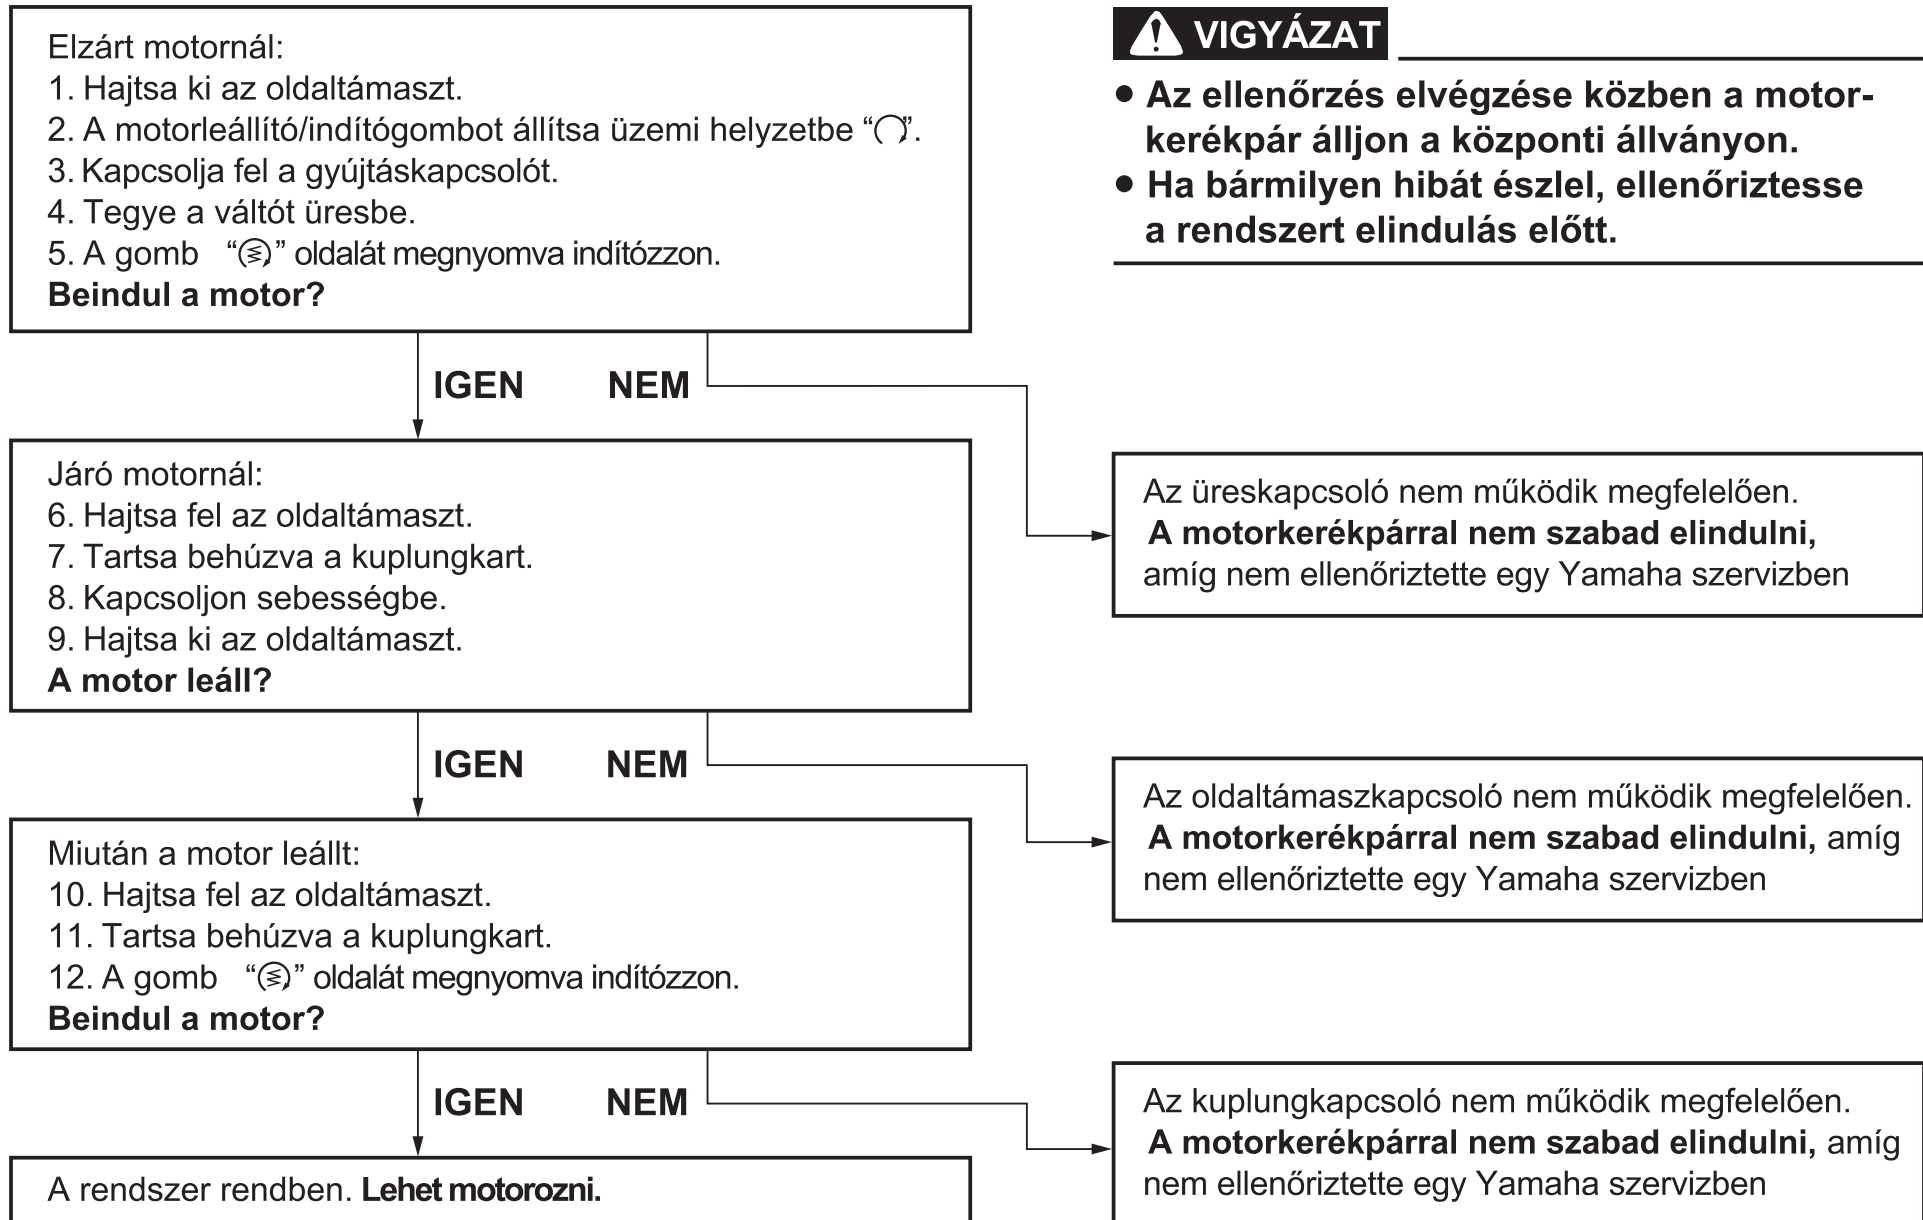 Elzárt motornál:
1. Hajtsa ki az oldaltámaszt.
2. A motorleállító/indítógombot állítsa üzemi helyzetbe “”.
3. Kapcsolja fel a gyújtáskapcsolót.
4. Tegye a váltót üresbe.
5. A gomb “” oldalát megnyomva indítózzon.
Beindul a motor?
VIGYÁZAT
● Az ellenőrzés elvégzése közben a motor-
kerékpár álljon a központi állványon.
● Ha bármilyen hibát észlel, ellenőriztesse
a rendszert elindulás előtt.
IGEN NEM
Járó motornál:
6. Hajtsa fel az oldaltámaszt.
7. Tartsa behúzva a kuplungkart.
8. Kapcsoljon sebességbe.
9. Hajtsa ki az oldaltámaszt.
A motor leáll?
Az üreskapcsoló nem működik megfelelően.
A motorkerékpárral nem szabad elindulni,
amíg nem ellenőriztette egy Yamaha szervizben
IGEN NEM
Miután a motor leállt:
10. Hajtsa fel az oldaltámaszt.
11. Tartsa behúzva a kuplungkart.
12. A gomb “” oldalát megnyomva indítózzon.
Beindul a motor?
Az oldaltámaszkapcsoló nem működik megfelelően.
A motorkerékpárral nem szabad elindulni, amíg
nem ellenőriztette egy Yamaha szervizben
IGEN NEM
A rendszer rendben. Lehet motorozni.
Az kuplungkapcsoló nem működik megfelelően.
A motorkerékpárral nem szabad elindulni, amíg
nem ellenőriztette egy Yamaha szervizben